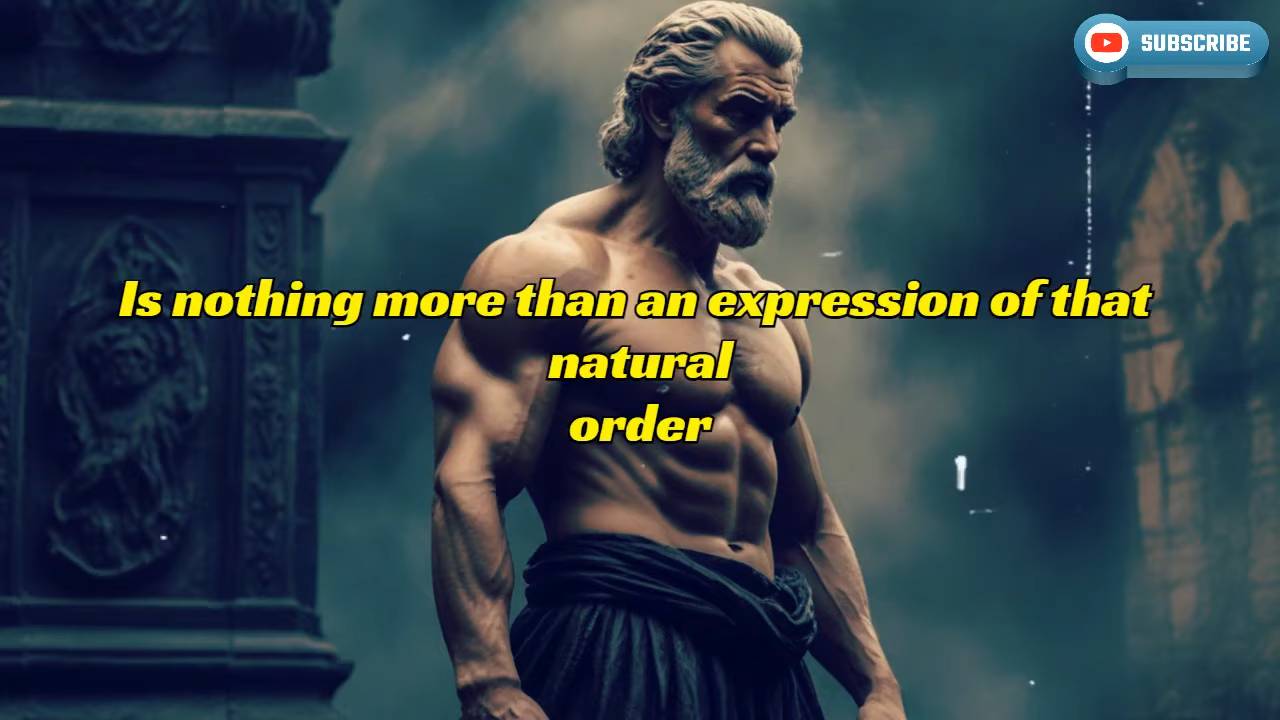 SUBSCRIBE
Is nothing more than an expression of that
natural
order